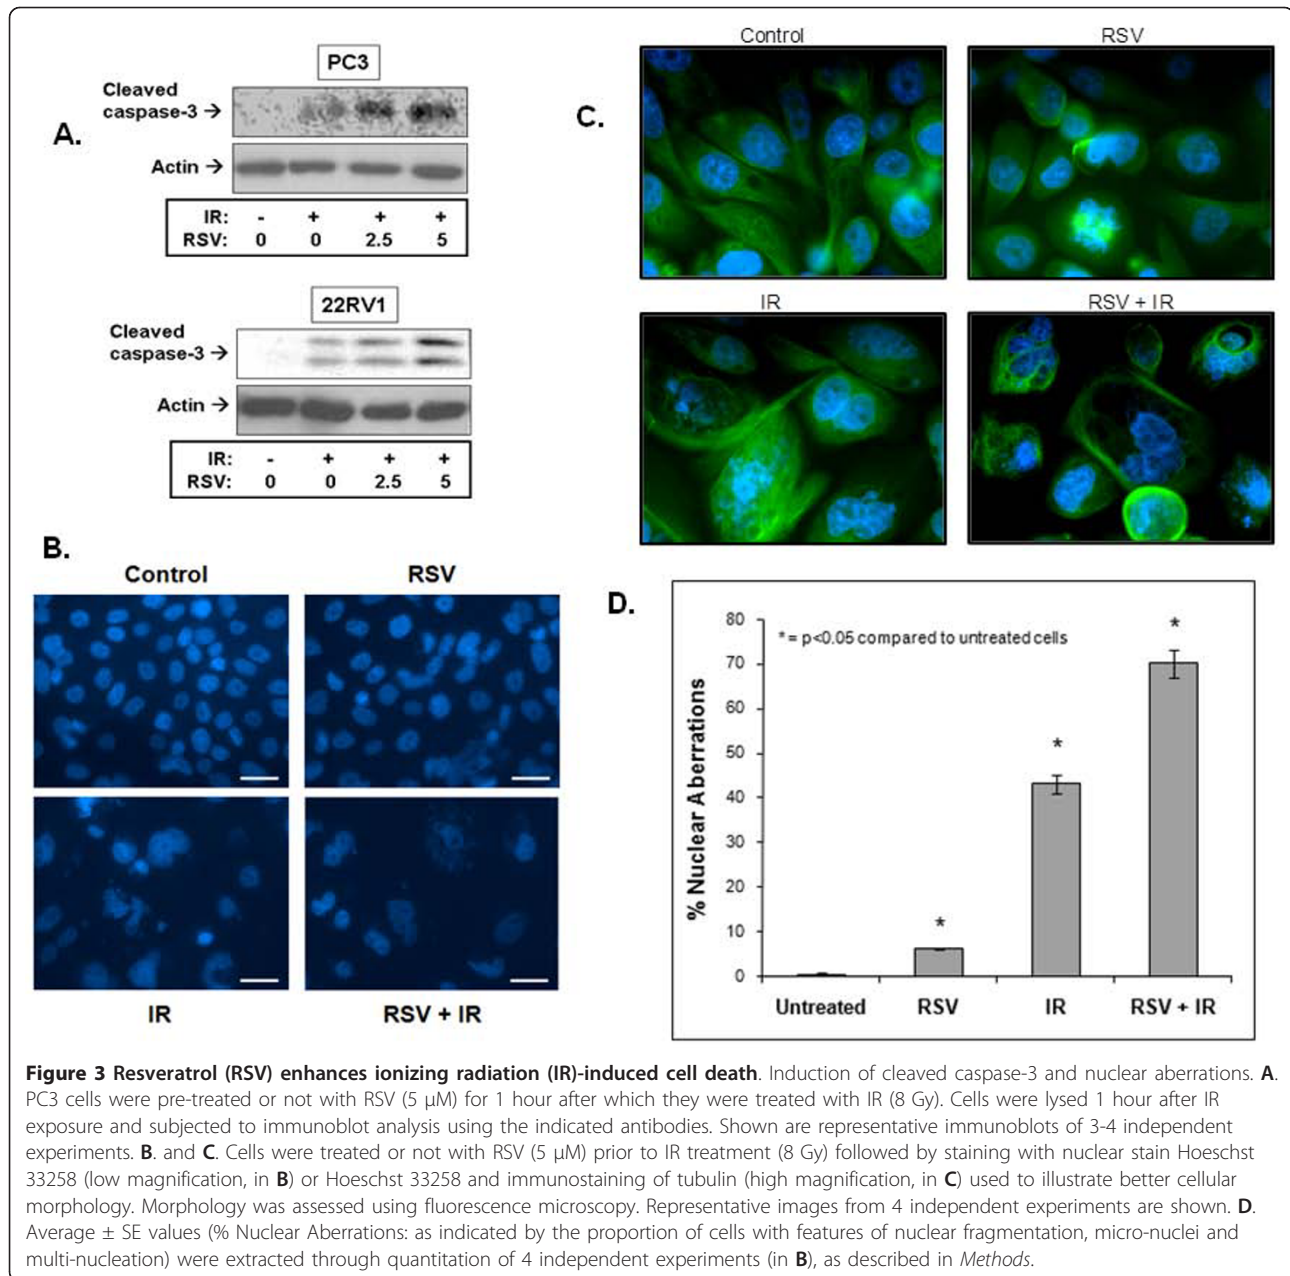 A.
PC3
Cleaved
caspase-3 →
Actin →
IR: - + + +
RSV: 0 0 2.5 5
22RV1
Cleaved
caspase-3 →
Actin →
IR: - + + +
RSV: 0 0 2.5 5
B.
Control RSV
IR RSV + IR
C.
Control RSV
IR RSV + IR
D.
% Nuclear Aberrations
80
70
60
50
40
30
20
10
0
* = p<0.05 compared to untreated cells
*
*
*
Untreated RSV IR RSV + IR
Figure 3 Resveratrol (RSV) enhances ionizing radiation (IR)-induced cell death. Induction of cleaved caspase-3 and nuclear aberrations. A.
PC3 cells were pre-treated or not with RSV (5 μM) for 1 hour after which they were treated with IR (8 Gy). Cells were lysed 1 hour after IR
exposure and subjected to immunoblot analysis using the indicated antibodies. Shown are representative immunoblots of 3-4 independent
experiments. B. and C. Cells were treated or not with RSV (5 μM) prior to IR treatment (8 Gy) followed by staining with nuclear stain Hoeschst
33258 (low magnification, in B) or Hoeschst 33258 and immunostaining of tubulin (high magnification, in C) used to illustrate better cellular
morphology. Morphology was assessed using fluorescence microscopy. Representative images from 4 independent experiments are shown. D.
Average ± SE values (% Nuclear Aberrations: as indicated by the proportion of cells with features of nuclear fragmentation, micro-nuclei and
multi-nucleation) were extracted through quantitation of 4 independent experiments (in B), as described in Methods.